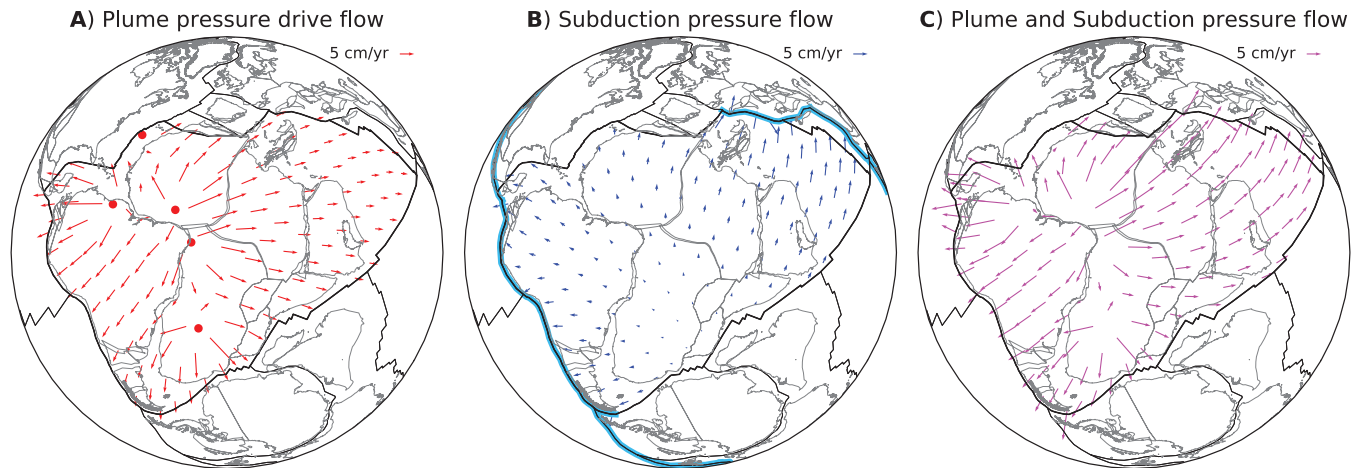 A) Plume pressure drive flow
5 cm/yr
B) Subduction pressure flow
5 cm/yr
C) Plume and Subduction pressure flow
5 cm/yr